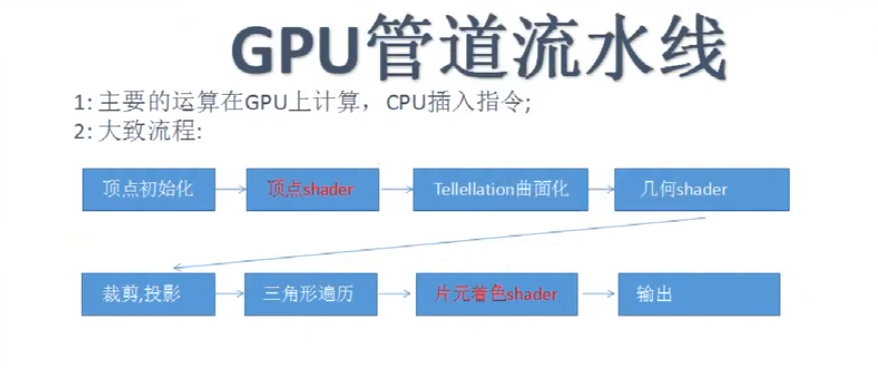 GPU管道流水线
1: 主要的运算在GPU上计算，CPU插入指令;
2: 大致流程:
顶点初始化
顶点shader
Tellellation曲面化
几何shader
裁剪,投影
三角形遍历
片元着色shader
输出